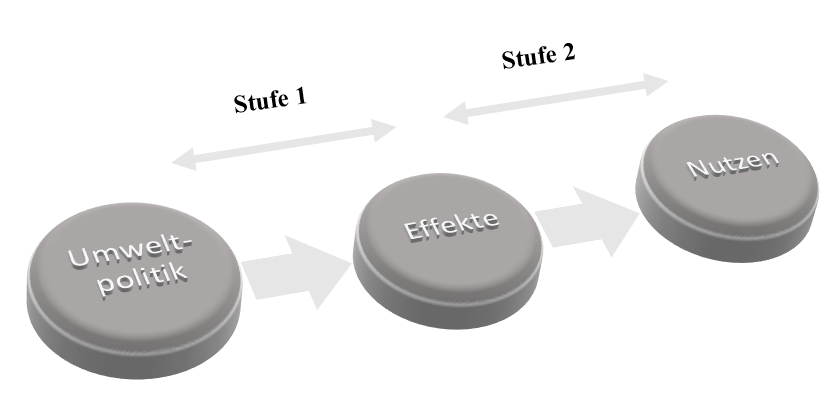 Stufe 1
Stufe 2
Umwelt-
politik
Effekte
Nutzen